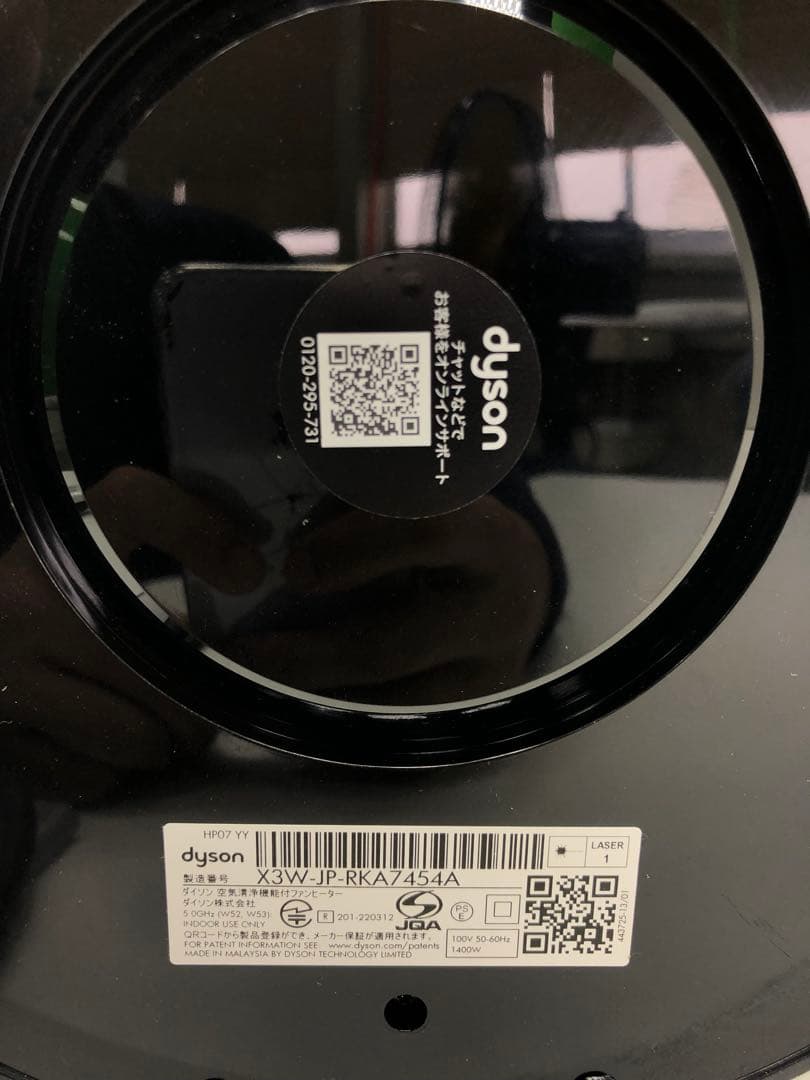 dyson
チャットなどで
お客様をオンラインサポート
0120-295-731
HP07 YY
dyson
製造番号 X3W-JP-RKA7454A
LASER
1
ダイソン 空気清浄機能付ファンヒーター
ダイソン株式会社
5.0GHz (W52, W53):
INDOOR USE ONLY
R 201-220312
JQA
PS
E
QRコードから製品登録ができ、メーカー保証が適用されます。
FOR PATENT INFORMATION SEE www.dyson.com/patents
MADE IN MALAYSIA BY DYSON TECHNOLOGY LIMITED
100V 50-60Hz
1400W
443725-13/01